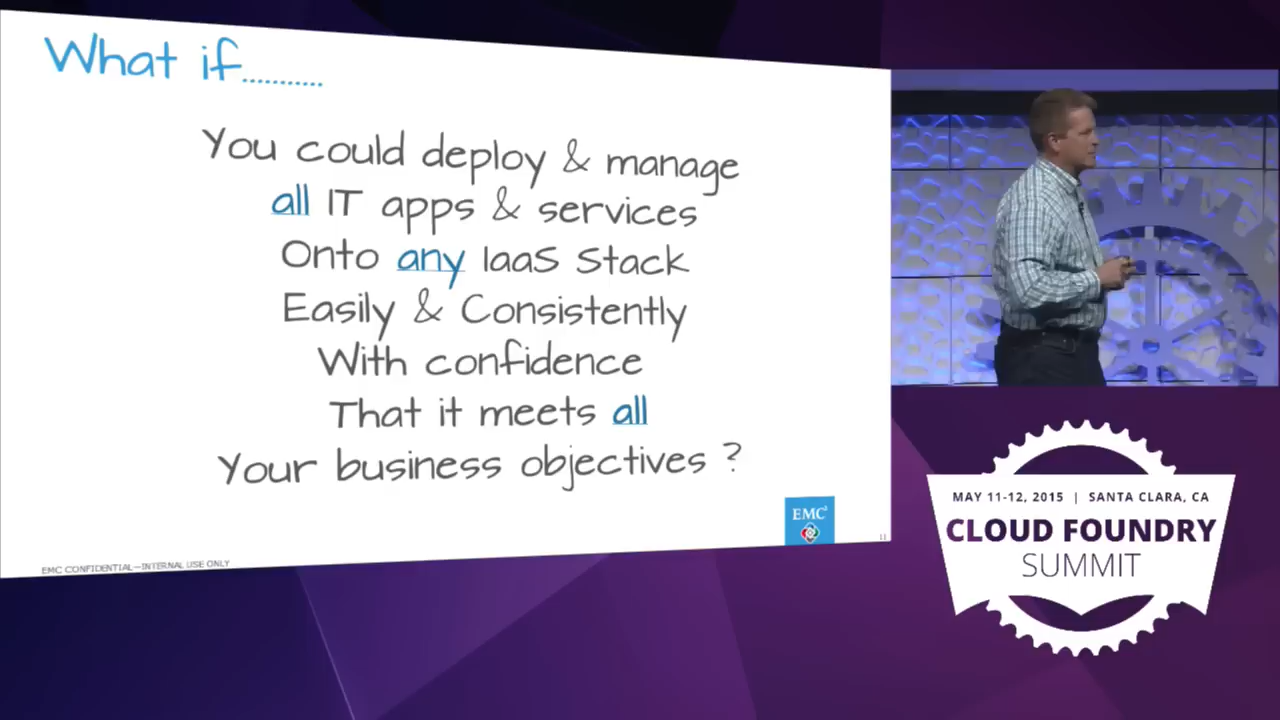 What if..........
You could deploy & manage
all IT apps & services
Onto any IaaS Stack
Easily & Consistently
With confidence
That it meets all
Your business objectives ?
EMC²
11
EMC CONFIDENTIAL—INTERNAL USE ONLY
MAY 11-12, 2015 | SANTA CLARA, CA
CLOUD FOUNDRY
SUMMIT